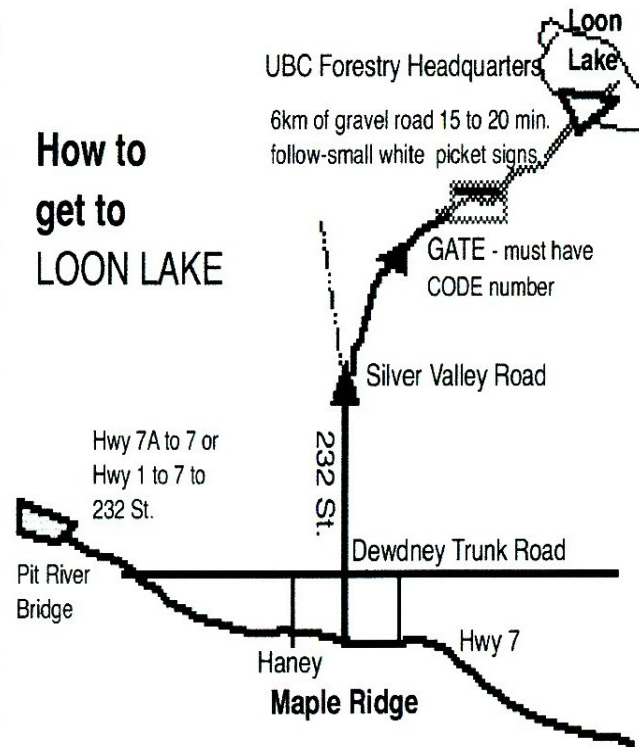 Loon
Lake
UBC Forestry Headquarters
6km of gravel road 15 to 20 min.
follow-small white picket signs
How to
get to
LOON LAKE
GATE - must have
CODE number
Silver Valley Road
Hwy 7A to 7 or
Hwy 1 to 7 to
232 St.
232 St.
Dewdney Trunk Road
Pit River
Bridge
Hwy 7
Haney
Maple Ridge